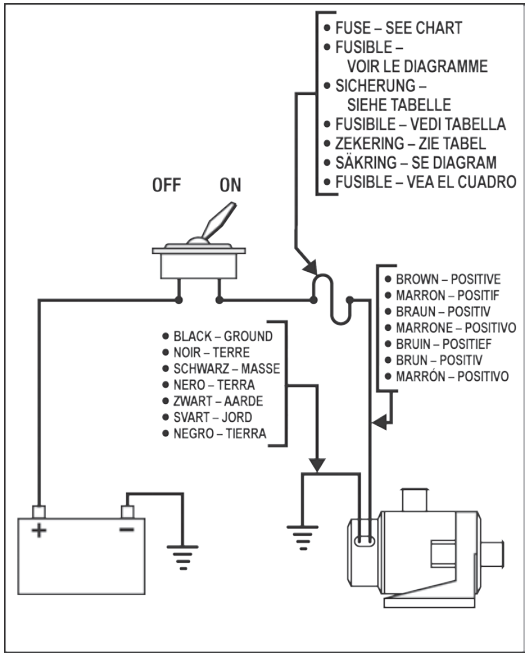 • FUSE – SEE CHART
• FUSIBLE –
VOIR LE DIAGRAMME
• SICHERUNG –
SIEHE TABELLE
• FUSIBILE – VEDI TABELLA
• ZEKERING – ZIE TABEL
• SÄKRING – SE DIAGRAM
• FUSIBLE – VEA EL CUADRO
OFF ON
• BROWN – POSITIVE
• MARRON – POSITIF
• BRAUN – POSITIV
• MARRONE – POSITIVO
• BRUIN – POSITIEF
• BRUN – POSITIV
• MARRÓN – POSITIVO
• BLACK – GROUND
• NOIR – TERRE
• SCHWARZ – MASSE
• NERO – TERRA
• ZWART – AARDE
• SVART – JORD
• NEGRO – TIERRA
+ –